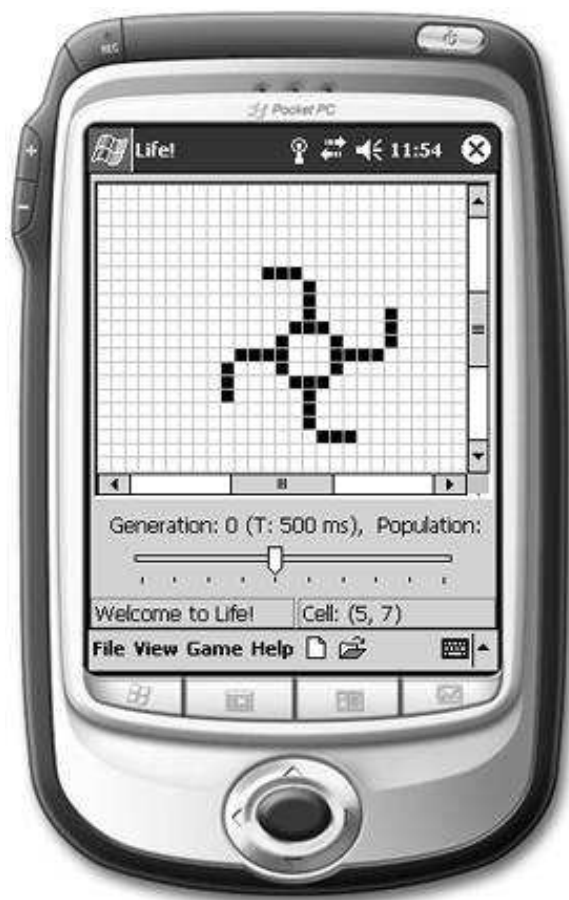 REC
Pocket PC
Life! 11:54
Generation: 0 (T: 500 ms), Population:
Welcome to Life! Cell: (5, 7)
File View Game Help